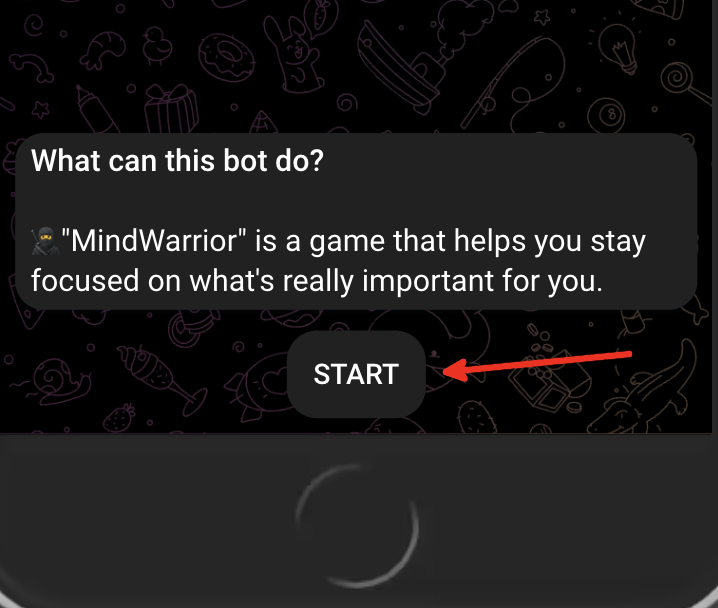 What can this bot do?
🥷"MindWarrior" is a game that helps you stay
focused on what's really important for you.
START